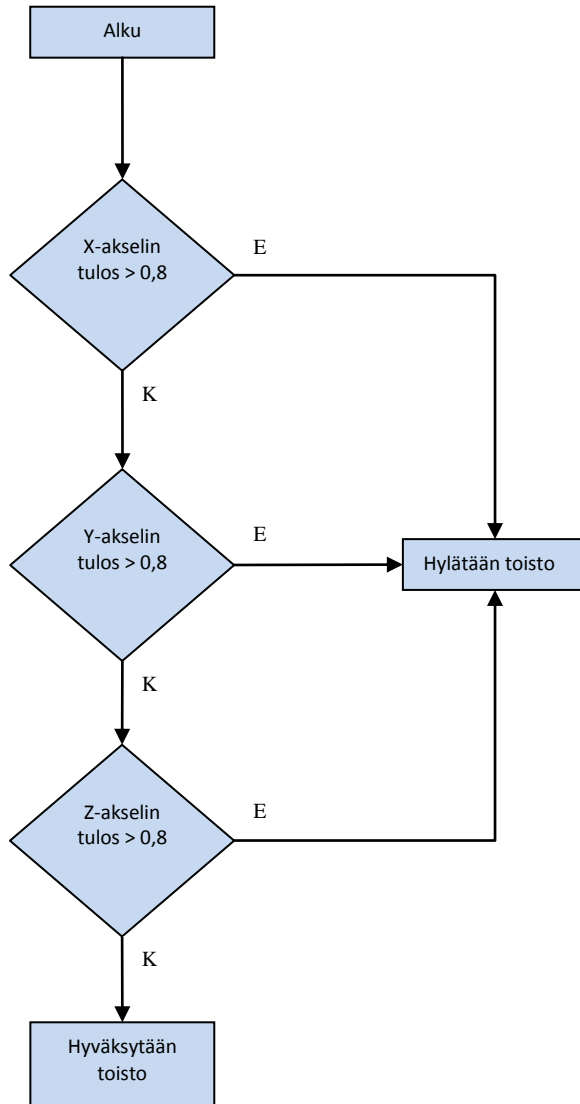 Alku
X-akselin
tulos > 0,8
E
K
Y-akselin
tulos > 0,8
E
Hylätään toisto
K
Z-akselin
tulos > 0,8
E
K
Hyväksytään
toisto